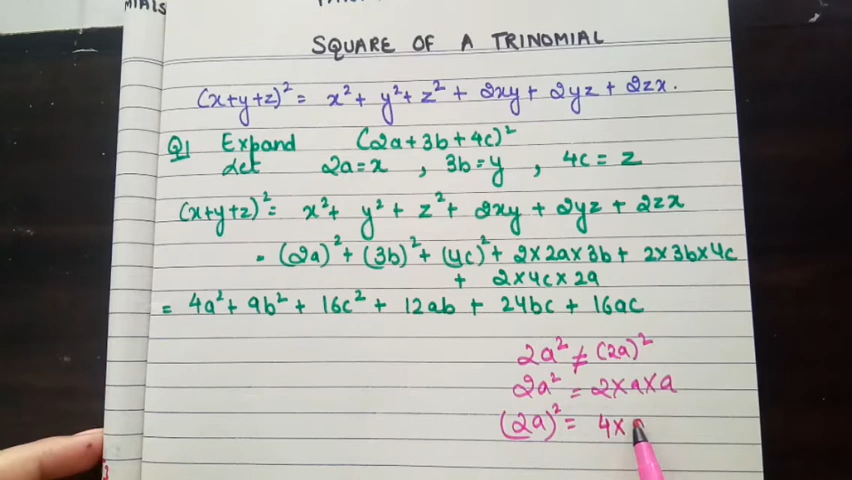 MIALS
SQUARE OF A TRINOMIAL
(x+y+z)² = x² + y² + z² + 2xy + 2yz + 2zx.
Q1 Expand (2a+3b+4c)²
Let 2a=x , 3b=y , 4c=z
(x+y+z)² = x² + y² + z² + 2xy + 2yz + 2zx
= (2a)² + (3b)² + (4c)² + 2×2a×3b + 2×3b×4c
+ 2×4c×2a
= 4a² + 9b² + 16c² + 12ab + 24bc + 16ac
2a² ≠ (2a)²
2a² = 2×a×a
(2a)² = 4×